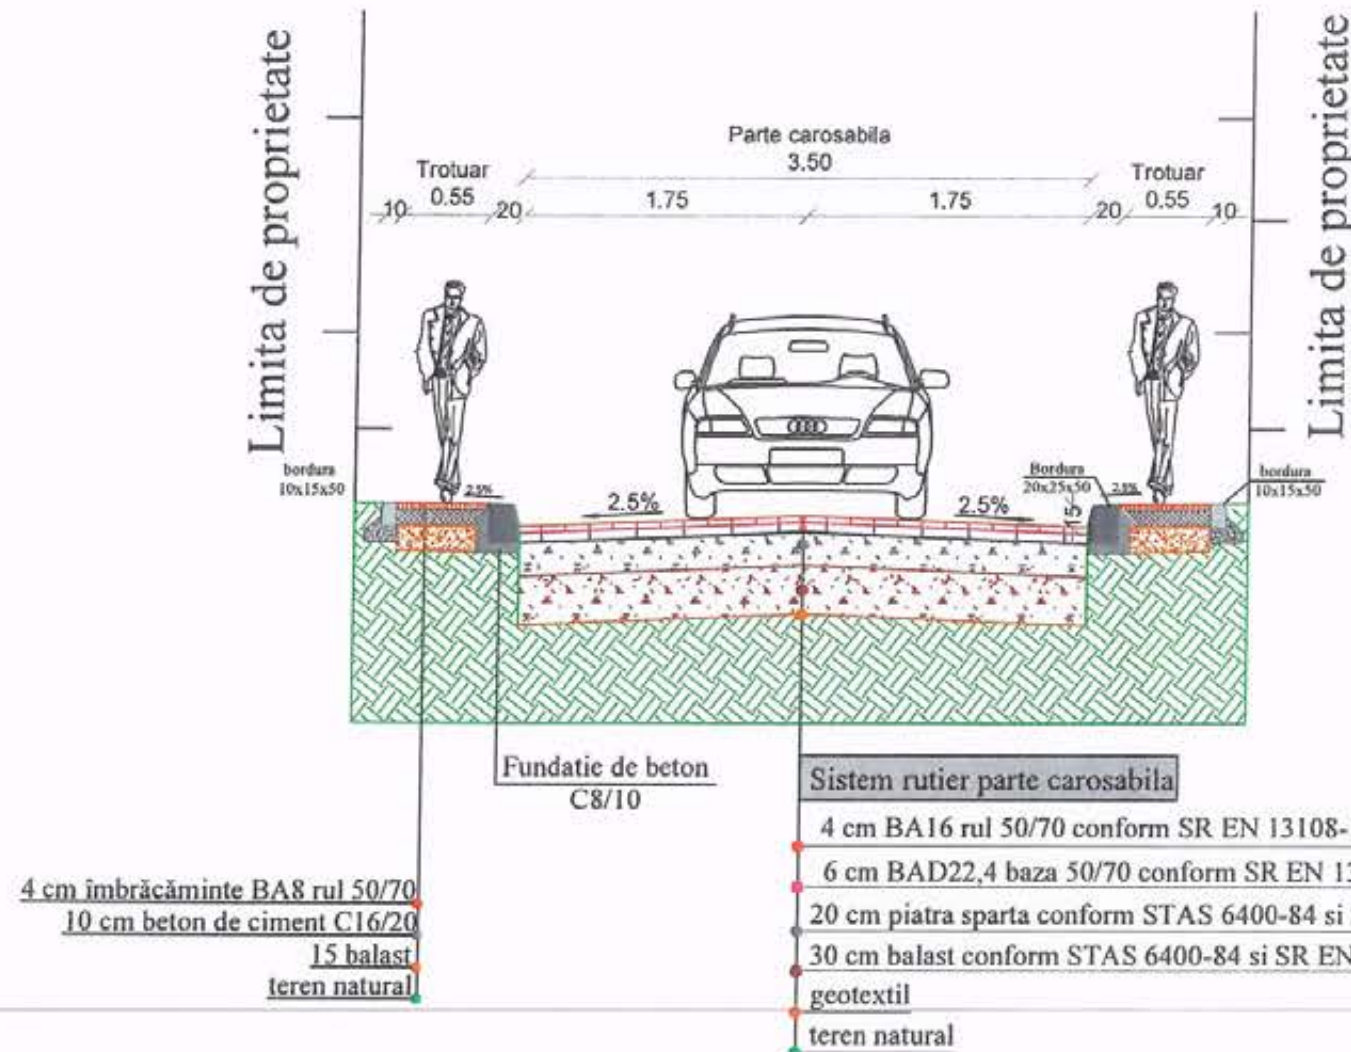 Limita de proprietate
Limita de proprietate
Parte carosabila
3.50
Trotuar
Trotuar
10 0.55 20 1.75 1.75 20 0.55 10
bordura
10x15x50
2.5%
2.5%
2.5%
Bordura
20x25x50
15
2.5%
bordura
10x15x50
Fundatie de beton
C8/10
Sistem rutier parte carosabila
4 cm BA16 rul 50/70 conform SR EN 13108-
6 cm BAD22,4 baza 50/70 conform SR EN 13
20 cm piatra sparta conform STAS 6400-84 si
30 cm balast conform STAS 6400-84 si SR EN
geotextil
teren natural
4 cm îmbrăcăminte BA8 rul 50/70
10 cm beton de ciment C16/20
15 balast
teren natural